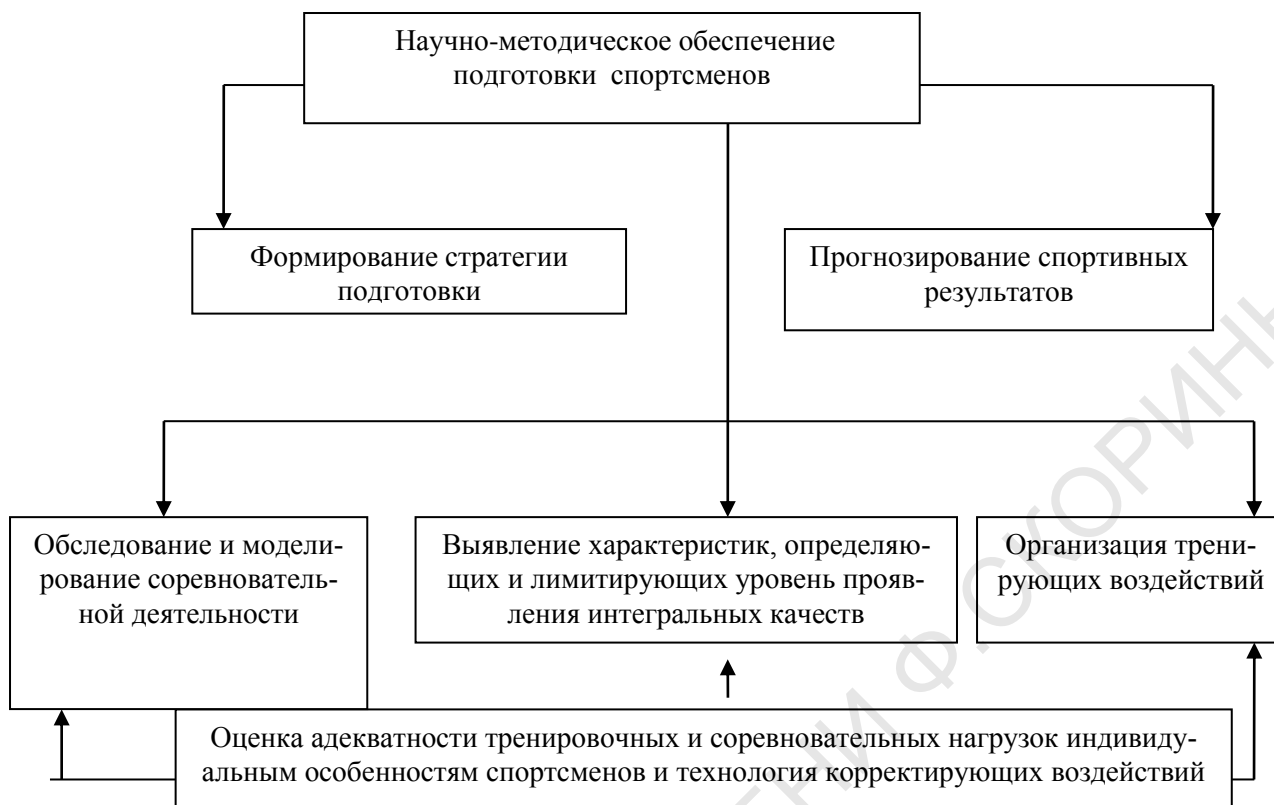 Научно-методическое обеспечение
подготовки спортсменов
Формирование стратегии
подготовки
Прогнозирование спортивных
результатов
Обследование и модели-
рование соревнователь-
ной деятельности
Выявление характеристик, определяю-
щих и лимитирующих уровень прояв-
ления интегральных качеств
Организация трени-
рующих воздействий
Оценка адекватности тренировочных и соревновательных нагрузок индивиду-
альным особенностям спортсменов и технология корректирующих воздействий
Ф.СКОРИНЫ